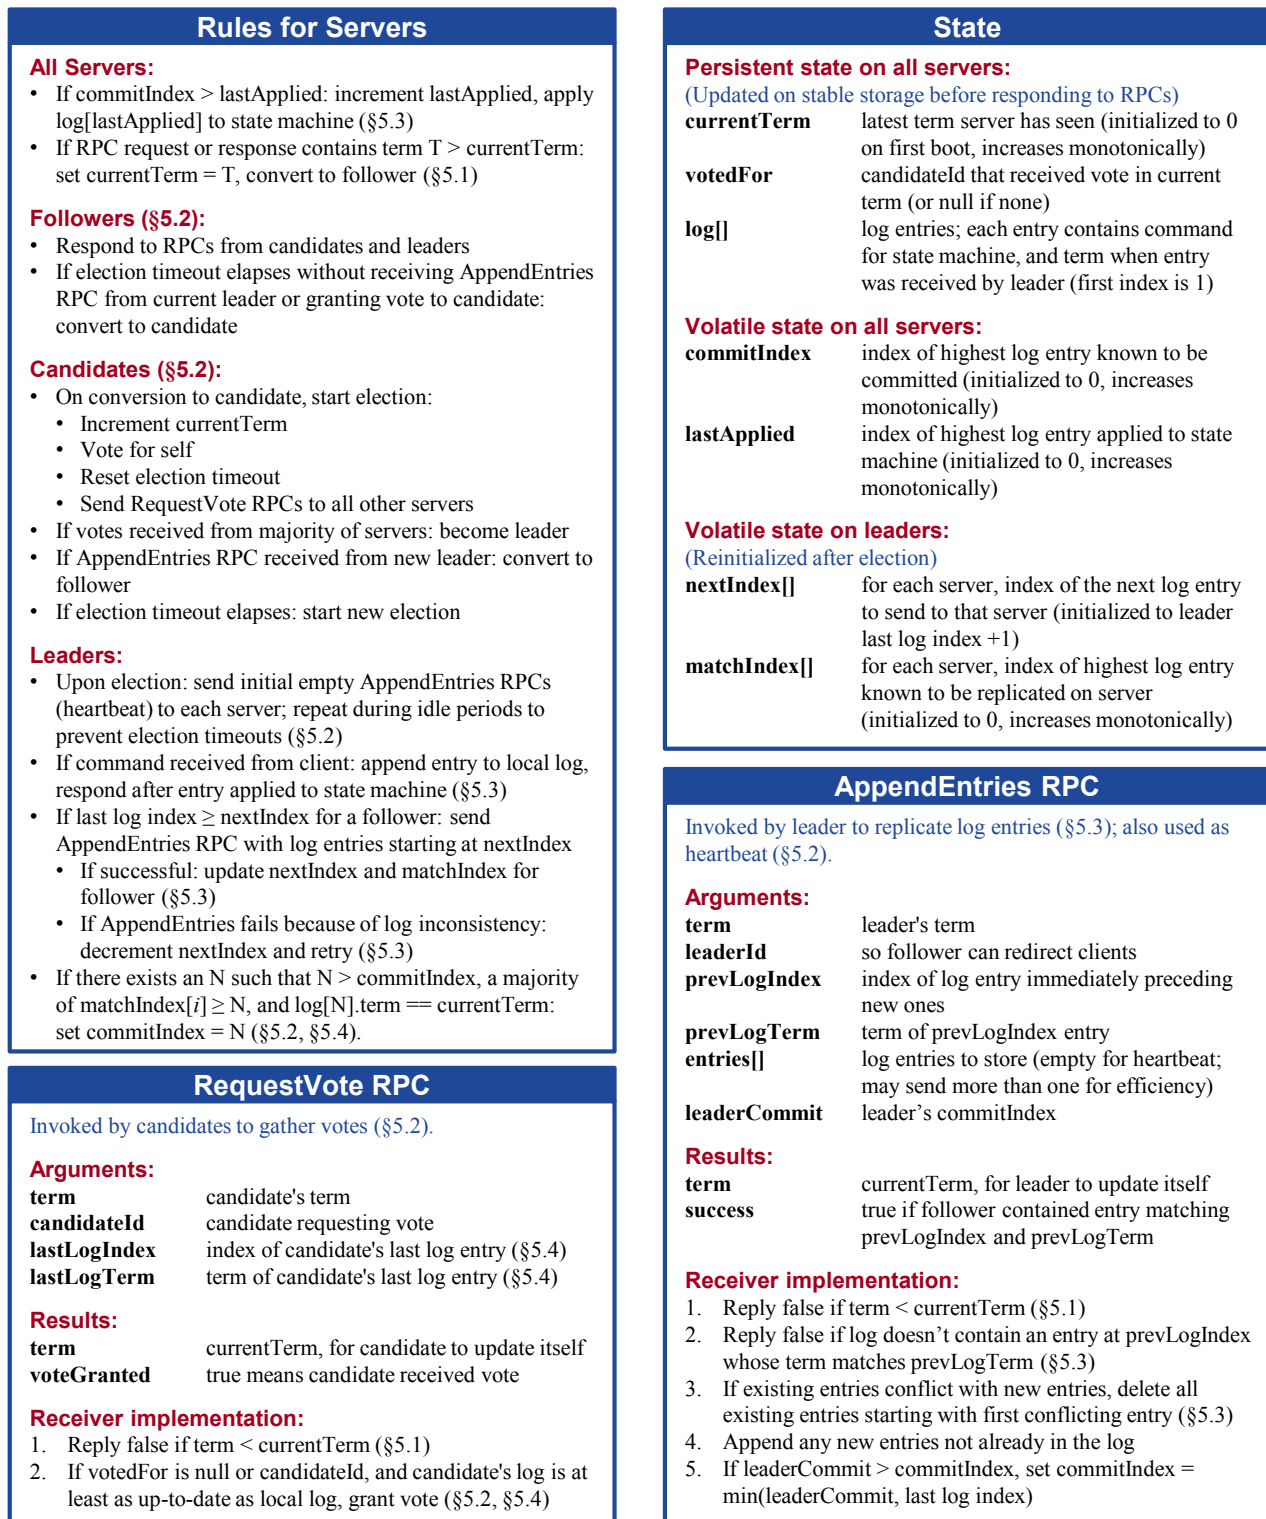 Rules for Servers
All Servers:
• If commitIndex > lastApplied: increment lastApplied, apply
log[lastApplied] to state machine (§5.3)
• If RPC request or response contains term T > currentTerm:
set currentTerm = T, convert to follower (§5.1)
Followers (§5.2):
• Respond to RPCs from candidates and leaders
• If election timeout elapses without receiving AppendEntries
RPC from current leader or granting vote to candidate:
convert to candidate
Candidates (§5.2):
• On conversion to candidate, start election:
• Increment currentTerm
• Vote for self
• Reset election timeout
• Send RequestVote RPCs to all other servers
• If votes received from majority of servers: become leader
• If AppendEntries RPC received from new leader: convert to
follower
• If election timeout elapses: start new election
Leaders:
• Upon election: send initial empty AppendEntries RPCs
(heartbeat) to each server; repeat during idle periods to
prevent election timeouts (§5.2)
• If command received from client: append entry to local log,
respond after entry applied to state machine (§5.3)
• If last log index ≥ nextIndex for a follower: send
AppendEntries RPC with log entries starting at nextIndex
• If successful: update nextIndex and matchIndex for
follower (§5.3)
• If AppendEntries fails because of log inconsistency:
decrement nextIndex and retry (§5.3)
• If there exists an N such that N > commitIndex, a majority
of matchIndex[i] ≥ N, and log[N].term == currentTerm:
set commitIndex = N (§5.2, §5.4).
RequestVote RPC
Invoked by candidates to gather votes (§5.2).
Arguments:
term candidate's term
candidateId candidate requesting vote
lastLogIndex index of candidate's last log entry (§5.4)
lastLogTerm term of candidate's last log entry (§5.4)
Results:
term currentTerm, for candidate to update itself
voteGranted true means candidate received vote
Receiver implementation:
1. Reply false if term < currentTerm (§5.1)
2. If votedFor is null or candidateId, and candidate's log is at
least as up-to-date as local log, grant vote (§5.2, §5.4)
State
Persistent state on all servers:
(Updated on stable storage before responding to RPCs)
currentTerm latest term server has seen (initialized to 0
on first boot, increases monotonically)
votedFor candidateId that received vote in current
term (or null if none)
log[] log entries; each entry contains command
for state machine, and term when entry
was received by leader (first index is 1)
Volatile state on all servers:
commitIndex index of highest log entry known to be
committed (initialized to 0, increases
monotonically)
lastApplied index of highest log entry applied to state
machine (initialized to 0, increases
monotonically)
Volatile state on leaders:
(Reinitialized after election)
nextIndex[] for each server, index of the next log entry
to send to that server (initialized to leader
last log index +1)
matchIndex[] for each server, index of highest log entry
known to be replicated on server
(initialized to 0, increases monotonically)
AppendEntries RPC
Invoked by leader to replicate log entries (§5.3); also used as
heartbeat (§5.2).
Arguments:
term leader's term
leaderId so follower can redirect clients
prevLogIndex index of log entry immediately preceding
new ones
prevLogTerm term of prevLogIndex entry
entries[] log entries to store (empty for heartbeat;
may send more than one for efficiency)
leaderCommit leader’s commitIndex
Results:
term currentTerm, for leader to update itself
success true if follower contained entry matching
prevLogIndex and prevLogTerm
Receiver implementation:
1. Reply false if term < currentTerm (§5.1)
2. Reply false if log doesn’t contain an entry at prevLogIndex
whose term matches prevLogTerm (§5.3)
3. If existing entries conflict with new entries, delete all
existing entries starting with first conflicting entry (§5.3)
4. Append any new entries not already in the log
5. If leaderCommit > commitIndex, set commitIndex =
min(leaderCommit, last log index)